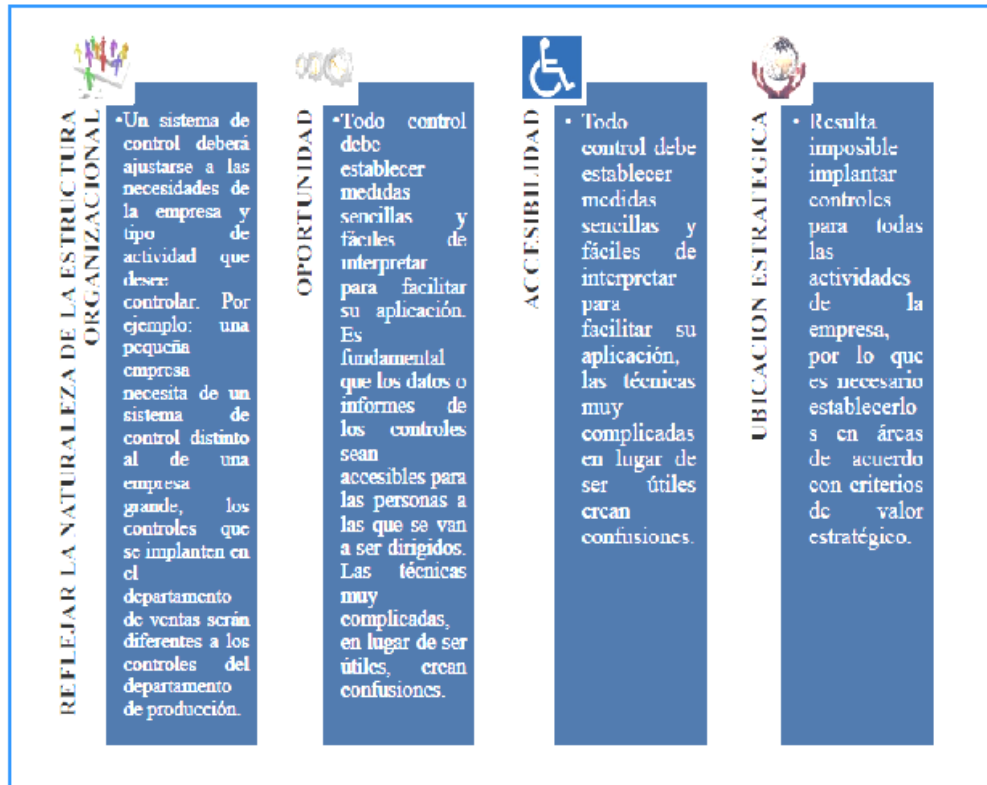 REFLEJAR LA NATURALEZA DE LA ESTRUCTURA
ORGANIZACIONAL
•Un sistema de
control deberá
ajustarse a las
necesidades de
la empresa y
tipo de
actividad que
desee
controlar. Por
ejemplo: una
pequeña
empresa
necesita de un
sistema de
control distinto
al de una
empresa
grande, los
controles que
se implanten en
el
departamento
de ventas serán
diferentes a los
controles del
departamento
de producción.
OPORTUNIDAD
•Todo control
debe
establecer
medidas
sencillas y
fáciles de
interpretar
para facilitar
su aplicación.
Es
fundamental
que los datos o
informes de
los controles
sean
accesibles para
las personas a
las que se van
a ser dirigidos.
Las técnicas
muy
complicadas,
en lugar de ser
útiles, crean
confusiones.
ACCESIBILIDAD
• Todo
control debe
establecer
medidas
sencillas y
fáciles de
interpretar
para
facilitar su
aplicación,
las técnicas
muy
complicadas
en lugar de
ser útiles
crean
confusiones.
UBICACION ESTRATEGICA
• Resulta
imposible
implantar
controles
para todas
las
actividades
de la
empresa,
por lo que
es necesario
establecerlo
s en áreas
de acuerdo
con criterios
de valor
estratégico.